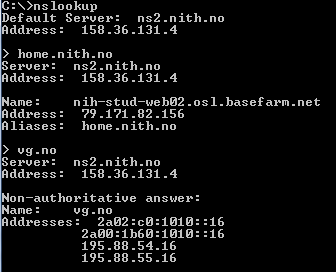 C:\>nslookup
Default Server:  ns2.nith.no
Address:  158.36.131.4
> home.nith.no
Server:  ns2.nith.no
Address:  158.36.131.4
Name:    nih-stud-web02.osl.basefarm.net
Address:  79.171.82.156
Aliases:  home.nith.no
> vg.no
Server:  ns2.nith.no
Address:  158.36.131.4
Non-authoritative answer:
Name:    vg.no
Addresses:  2a02:c0:1010::16
2a00:1b60:1010::16
195.88.54.16
195.88.55.16